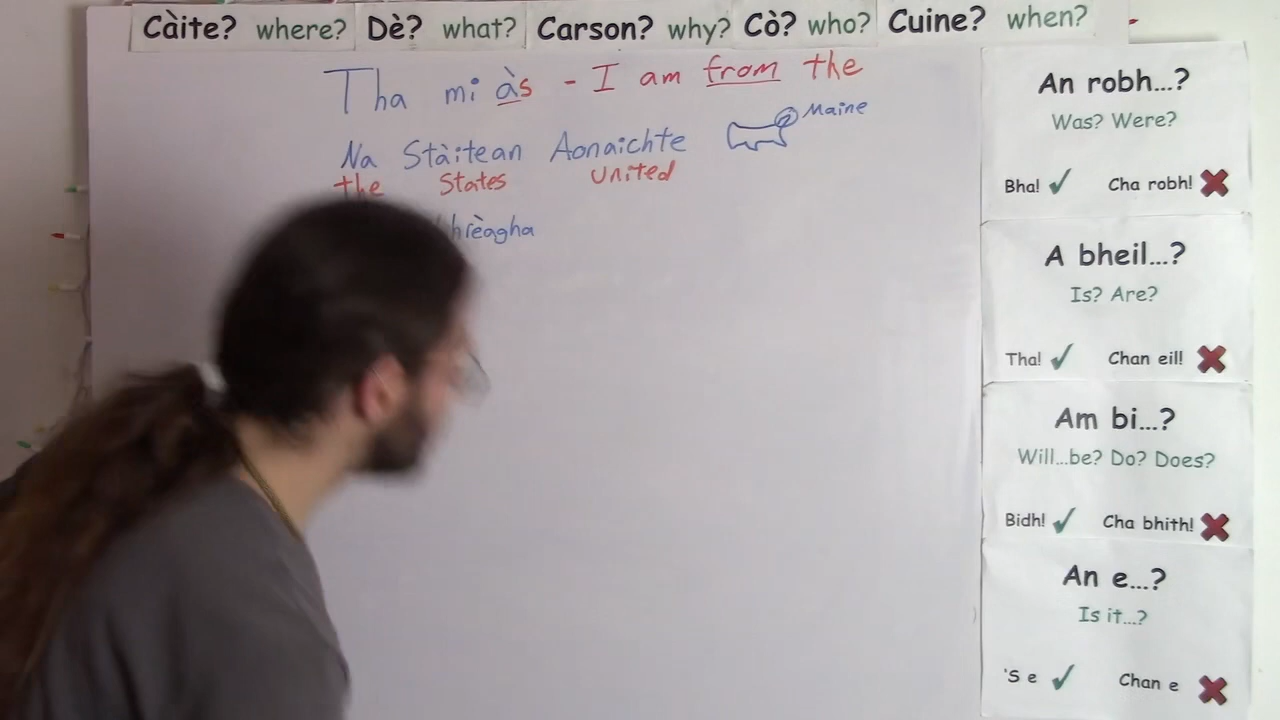 Càite? where? Dè? what? Carson? why? Cò? who? Cuine? when?
Tha mi às - I am from the
Na Stàitean Aonaichte Maine
the States United
An robh...?
Was? Were?
Bha! ✓ Cha robh! ✗
A bheil...?
Is? Are?
Tha! ✓ Chan eil! ✗
Am bi...?
Will...be? Do? Does?
Bidh! ✓ Cha bhith! ✗
An e...?
Is it...?
'S e ✓ Chan e ✗